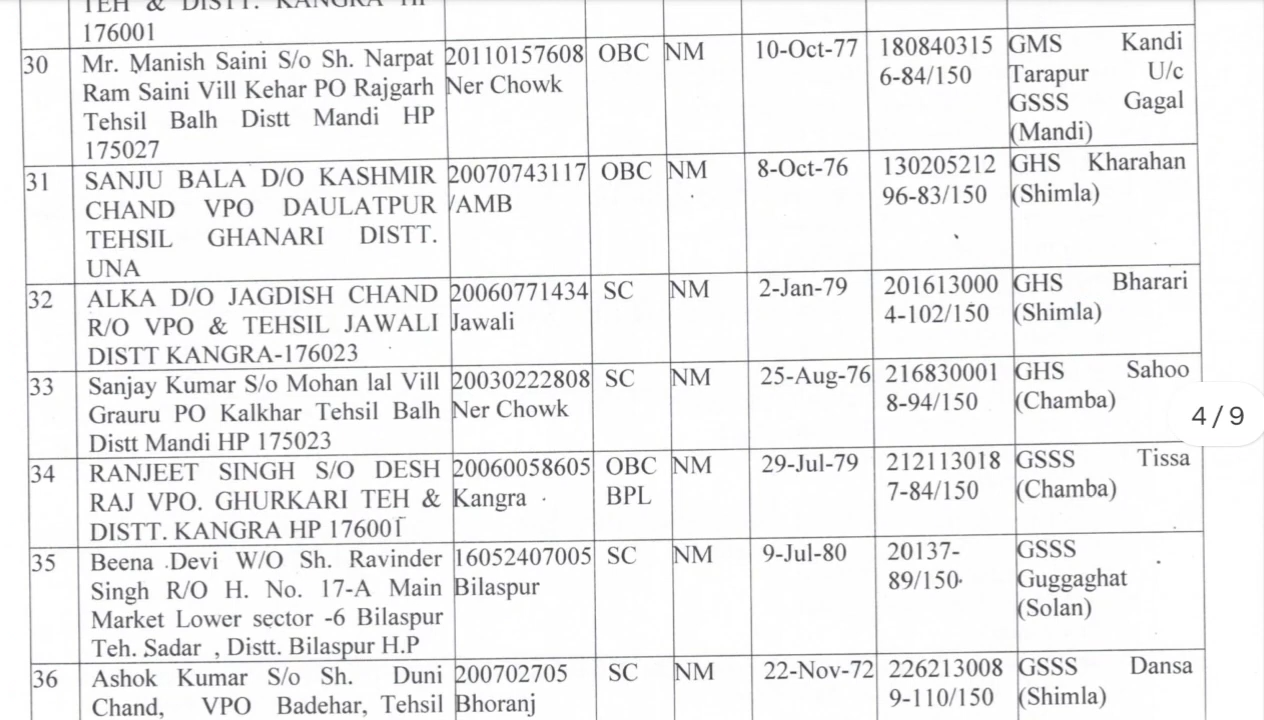 TEH & DISTT. KANGRA HP
176001
30 Mr. Manish Saini S/o Sh. Narpat 20110157608 OBC NM 10-Oct-77 180840315 GMS Kandi
Ram Saini Vill Kehar PO Rajgarh Ner Chowk 6-84/150 Tarapur U/c
Tehsil Balh Distt Mandi HP GSSS Gagal
175027 (Mandi)
31 SANJU BALA D/O KASHMIR 20070743117 OBC NM 8-Oct-76 130205212 GHS Kharahan
CHAND VPO DAULATPUR /AMB 96-83/150 (Shimla)
TEHSIL GHANARI DISTT.
UNA
32 ALKA D/O JAGDISH CHAND 20060771434 SC NM 2-Jan-79 201613000 GHS Bharari
R/O VPO & TEHSIL JAWALI Jawali 4-102/150 (Shimla)
DISTT KANGRA-176023
33 Sanjay Kumar S/o Mohan lal Vill 20030222808 SC NM 25-Aug-76 216830001 GHS Sahoo
Grauru PO Kalkhar Tehsil Balh Ner Chowk 8-94/150 (Chamba)
Distt Mandi HP 175023
4/9
34 RANJEET SINGH S/O DESH 20060058605 OBC NM 29-Jul-79 212113018 GSSS Tissa
RAJ VPO. GHURKARI TEH & Kangra BPL 7-84/150 (Chamba)
DISTT. KANGRA HP 176001
35 Beena Devi W/O Sh. Ravinder 16052407005 SC NM 9-Jul-80 20137- GSSS
Singh R/O H. No. 17-A Main Bilaspur 89/150 Guggaghat
Market Lower sector -6 Bilaspur (Solan)
Teh. Sadar , Distt. Bilaspur H.P
36 Ashok Kumar S/o Sh. Duni 200702705 SC NM 22-Nov-72 226213008 GSSS Dansa
Chand, VPO Badehar, Tehsil Bhoranj 9-110/150 (Shimla)